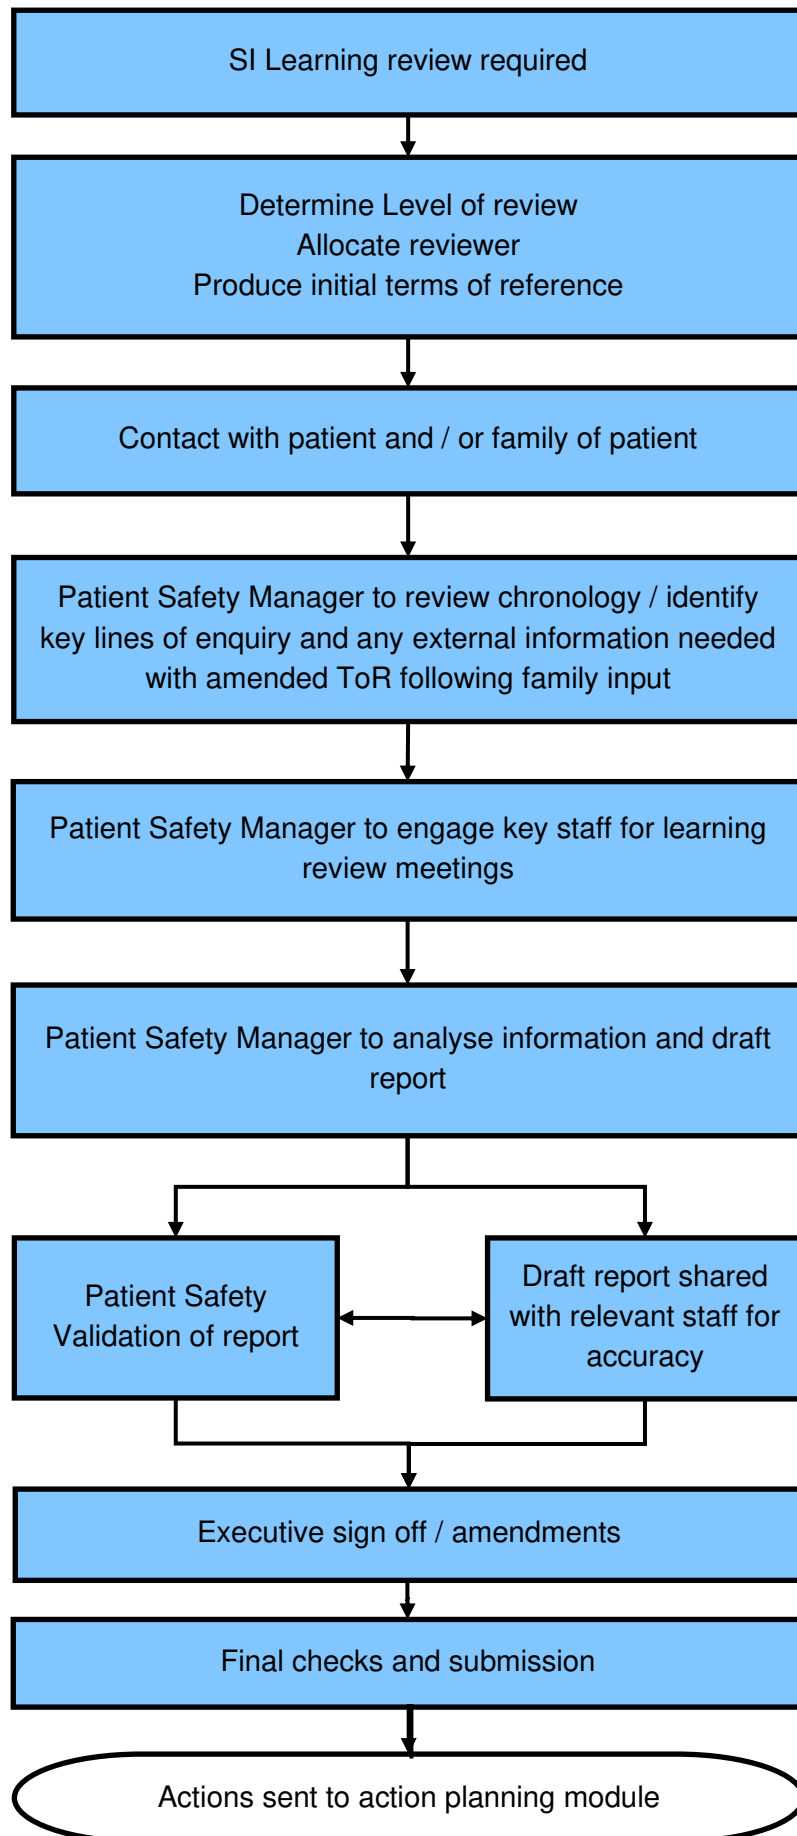 SI Learning review required
Determine Level of review
Allocate reviewer
Produce initial terms of reference
Contact with patient and / or family of patient
Patient Safety Manager to review chronology / identify
key lines of enquiry and any external information needed
with amended ToR following family input
Patient Safety Manager to engage key staff for learning
review meetings
Patient Safety Manager to analyse information and draft
report
Patient Safety
Validation of report
Draft report shared
with relevant staff for
accuracy
Executive sign off / amendments
Final checks and submission
Actions sent to action planning module